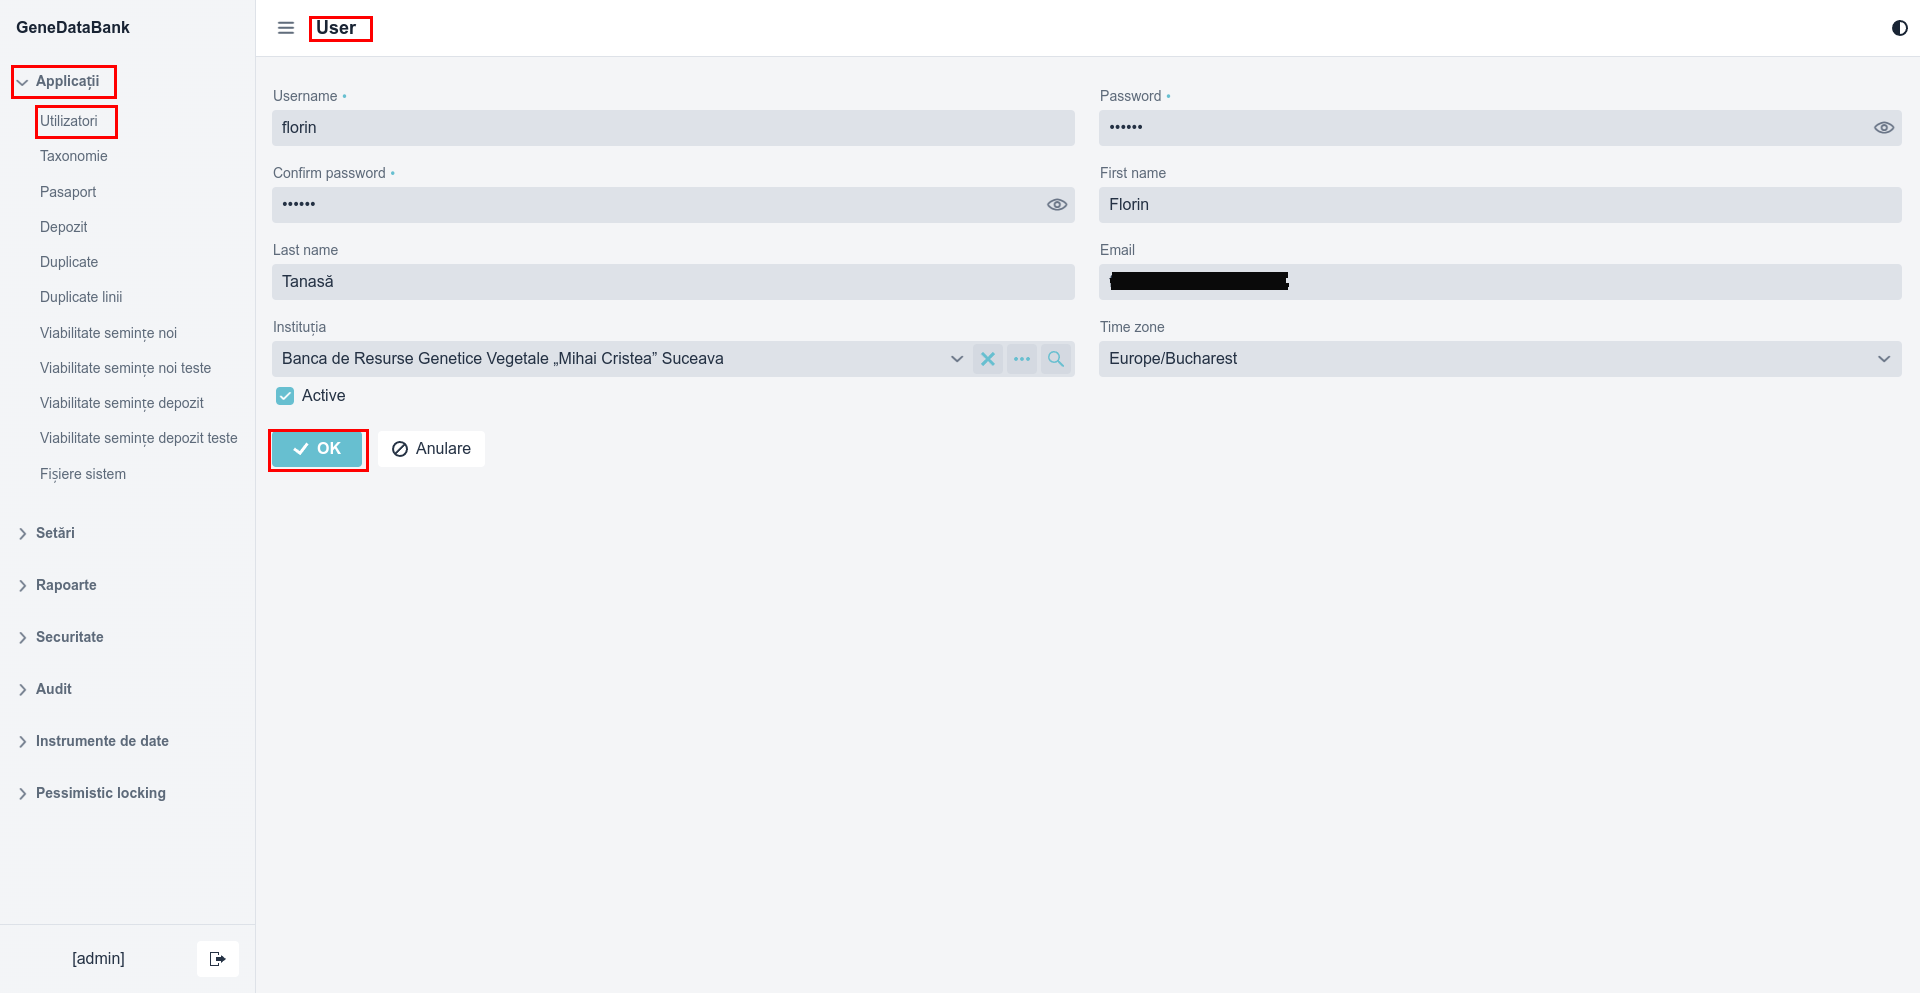 GeneDataBank
Applicații
Utilizatori
Taxonomie
Pasaport
Depozit
Duplicate
Duplicate linii
Viabilitate semințe noi
Viabilitate semințe noi teste
Viabilitate semințe depozit
Viabilitate semințe depozit teste
Fișiere sistem
Setări
Rapoarte
Securitate
Audit
Instrumente de date
Pessimistic locking
[admin]
User
Username •
florin
Password •
••••••
Confirm password •
••••••
First name
Florin
Last name
Tanasă
Email
Instituția
Banca de Resurse Genetice Vegetale „Mihai Cristea” Suceava
Time zone
Europe/Bucharest
Active
OK
Anulare